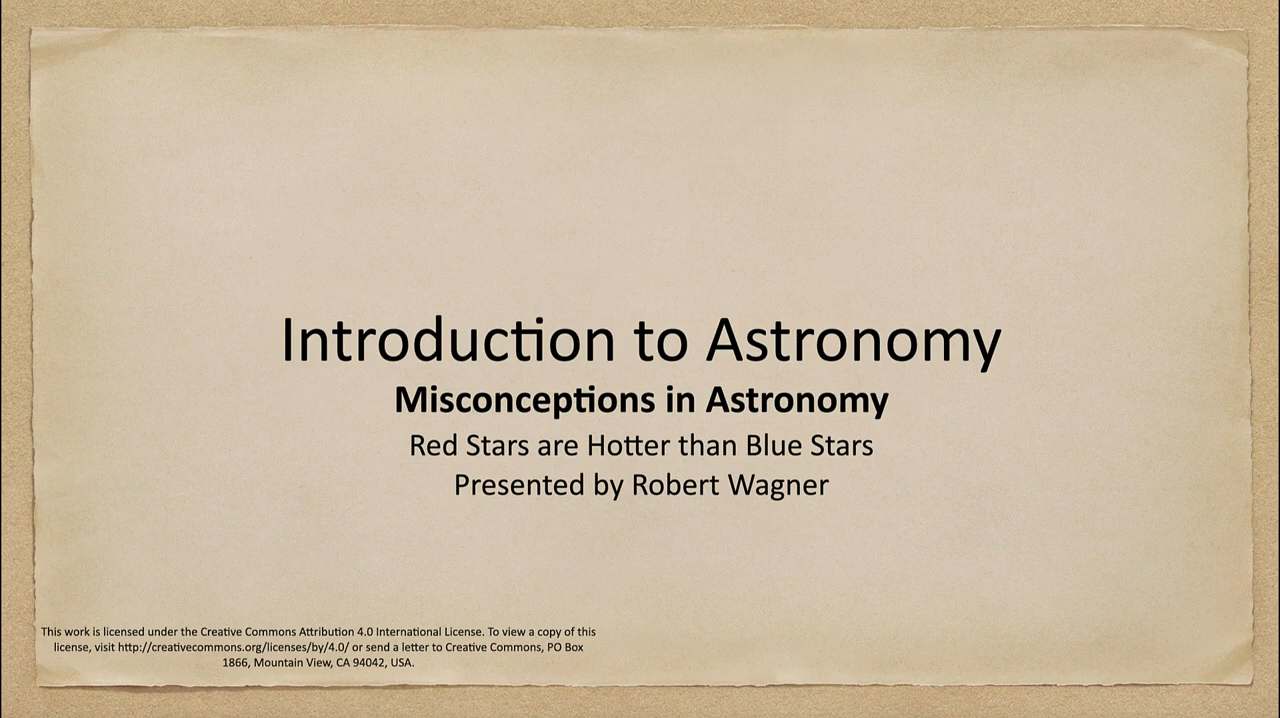 Introduction to Astronomy
Misconceptions in Astronomy
Red Stars are Hotter than Blue Stars
Presented by Robert Wagner
This work is licensed under the Creative Commons Attribution 4.0 International License. To view a copy of this
license, visit http://creativecommons.org/licenses/by/4.0/ or send a letter to Creative Commons, PO Box
1866, Mountain View, CA 94042, USA.